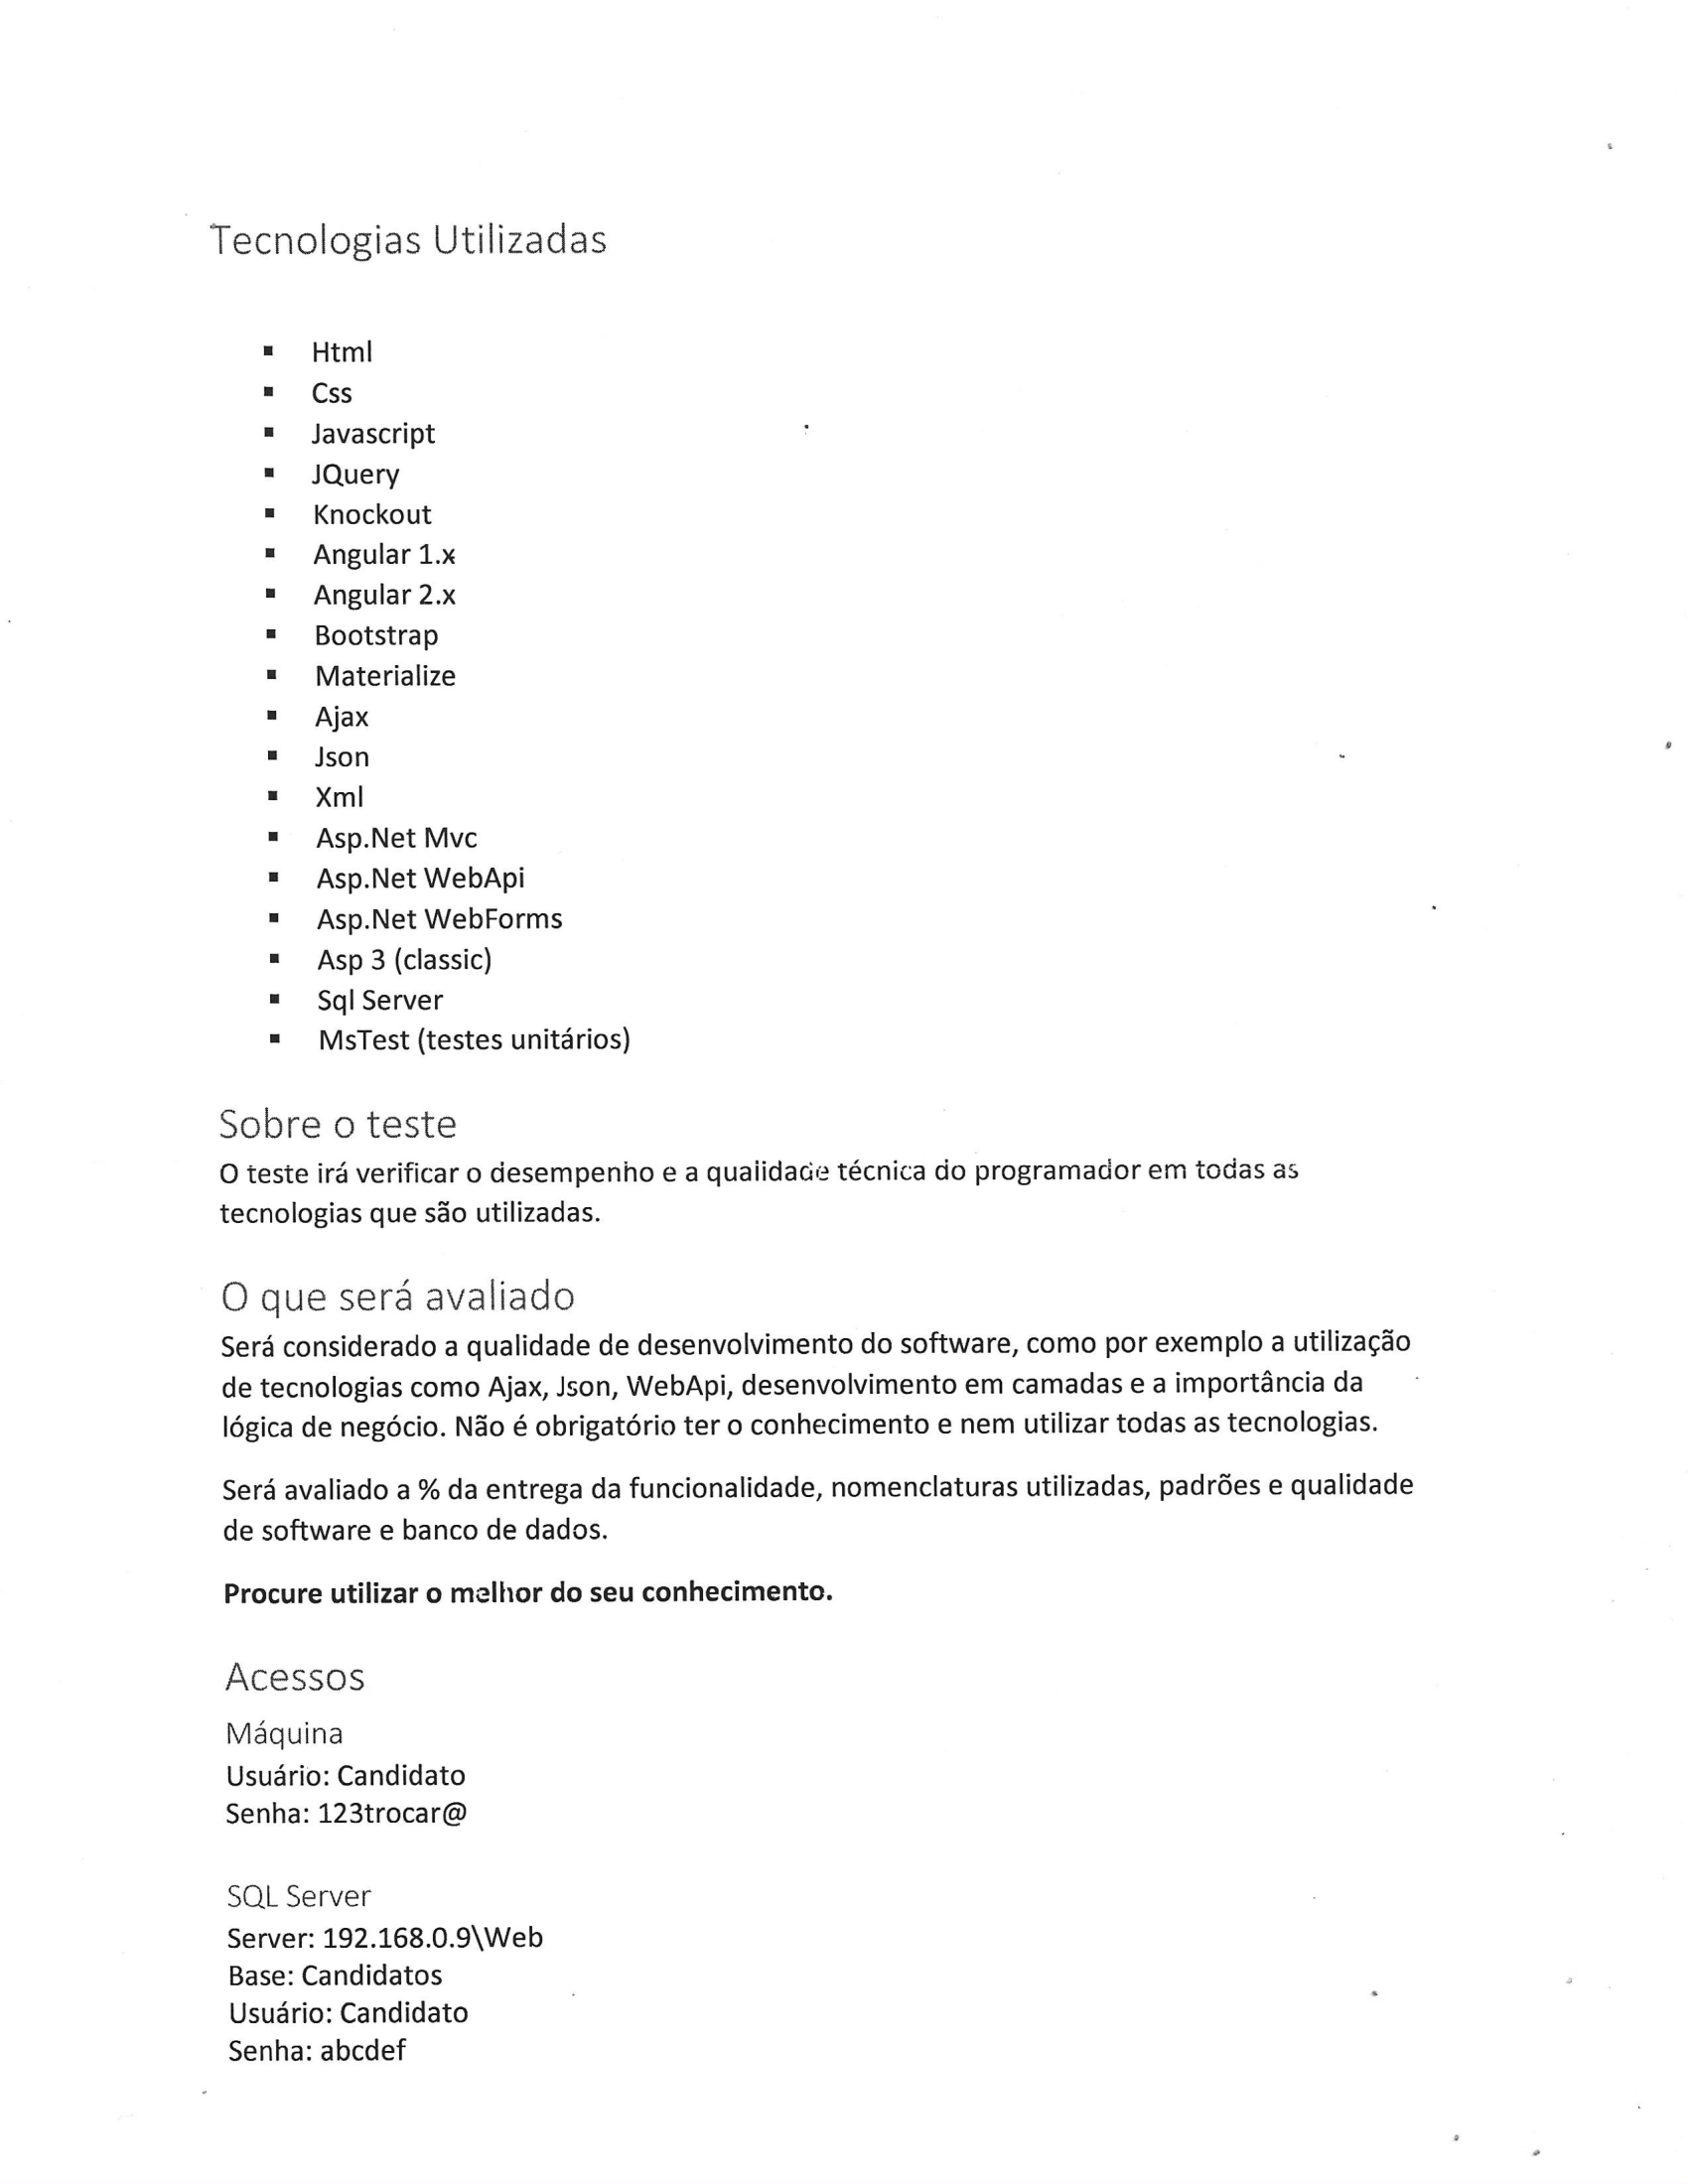 Tecnologias Utilizadas
▪ Html
▪ Css
▪ Javascript
▪ JQuery
▪ Knockout
▪ Angular 1.x
▪ Angular 2.x
▪ Bootstrap
▪ Materialize
▪ Ajax
▪ Json
▪ Xml
▪ Asp.Net Mvc
▪ Asp.Net WebApi
▪ Asp.Net WebForms
▪ Asp 3 (classic)
▪ Sql Server
▪ MsTest (testes unitários)
Sobre o teste
O teste irá verificar o desempenho e a qualidade técnica do programador em todas as
tecnologias que são utilizadas.
O que será avaliado
Será considerado a qualidade de desenvolvimento do software, como por exemplo a utilização
de tecnologias como Ajax, Json, WebApi, desenvolvimento em camadas e a importância da
lógica de negócio. Não é obrigatório ter o conhecimento e nem utilizar todas as tecnologias.
Será avaliado a % da entrega da funcionalidade, nomenclaturas utilizadas, padrões e qualidade
de software e banco de dados.
Procure utilizar o melhor do seu conhecimento.
Acessos
Máquina
Usuário: Candidato
Senha: 123trocar@
SQL Server
Server: 192.168.0.9\Web
Base: Candidatos
Usuário: Candidato
Senha: abcdef